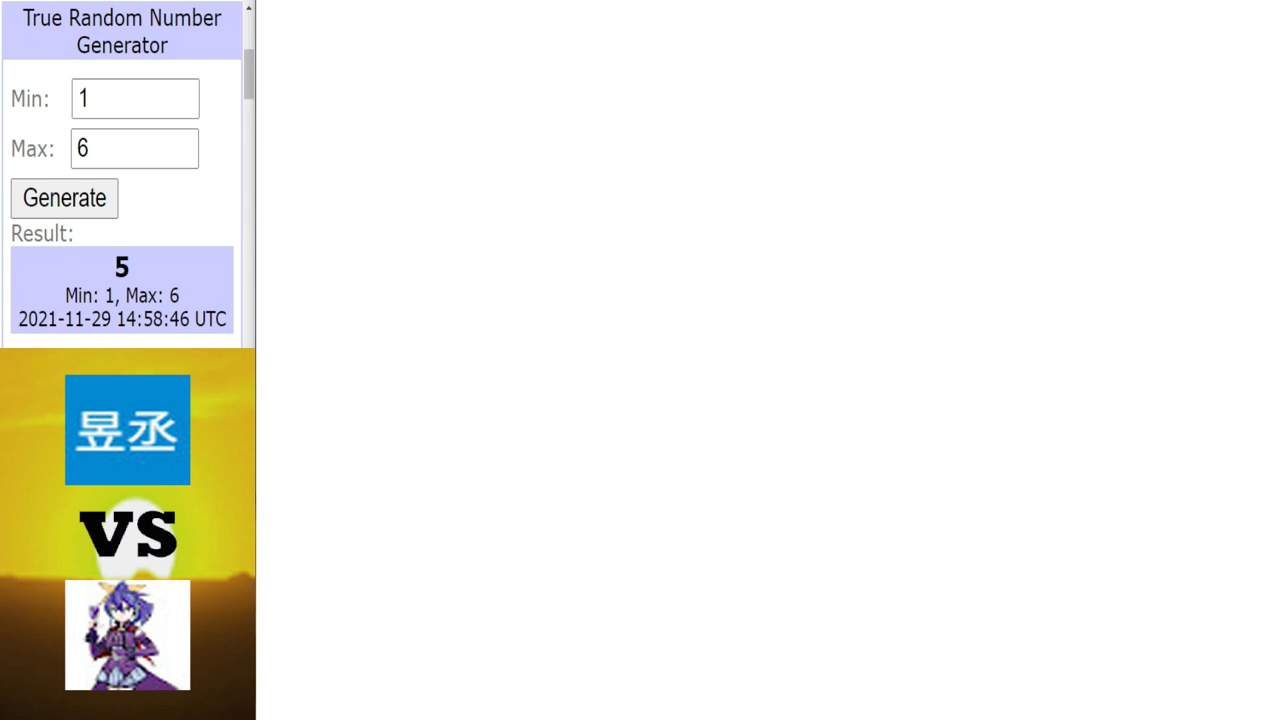 True Random Number
Generator
Min: 1
Max: 6
Generate
Result:
5
Min: 1, Max: 6
2021-11-29 14:58:46 UTC
昱丞
VS